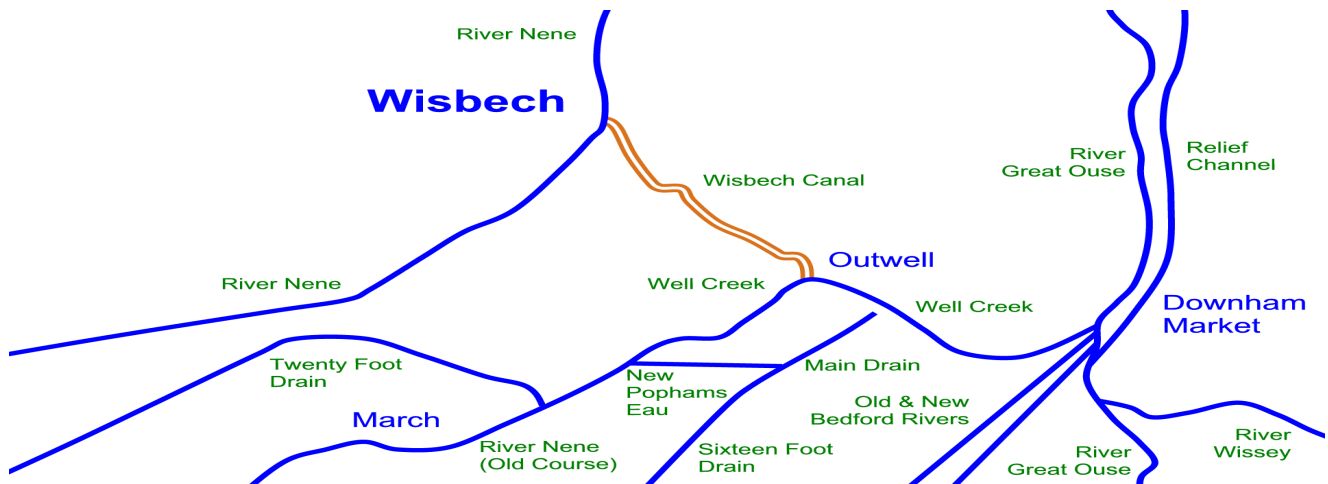 River Nene
Wisbech
River
Great Ouse
Relief
Channel
Wisbech Canal
Outwell
River Nene
Well Creek
Well Creek
Downham
Market
Twenty Foot
Drain
New
Pophams
Eau
Main Drain
March
Old & New
Bedford Rivers
River Nene
(Old Course)
Sixteen Foot
Drain
River
Great Ouse
River
Wissey